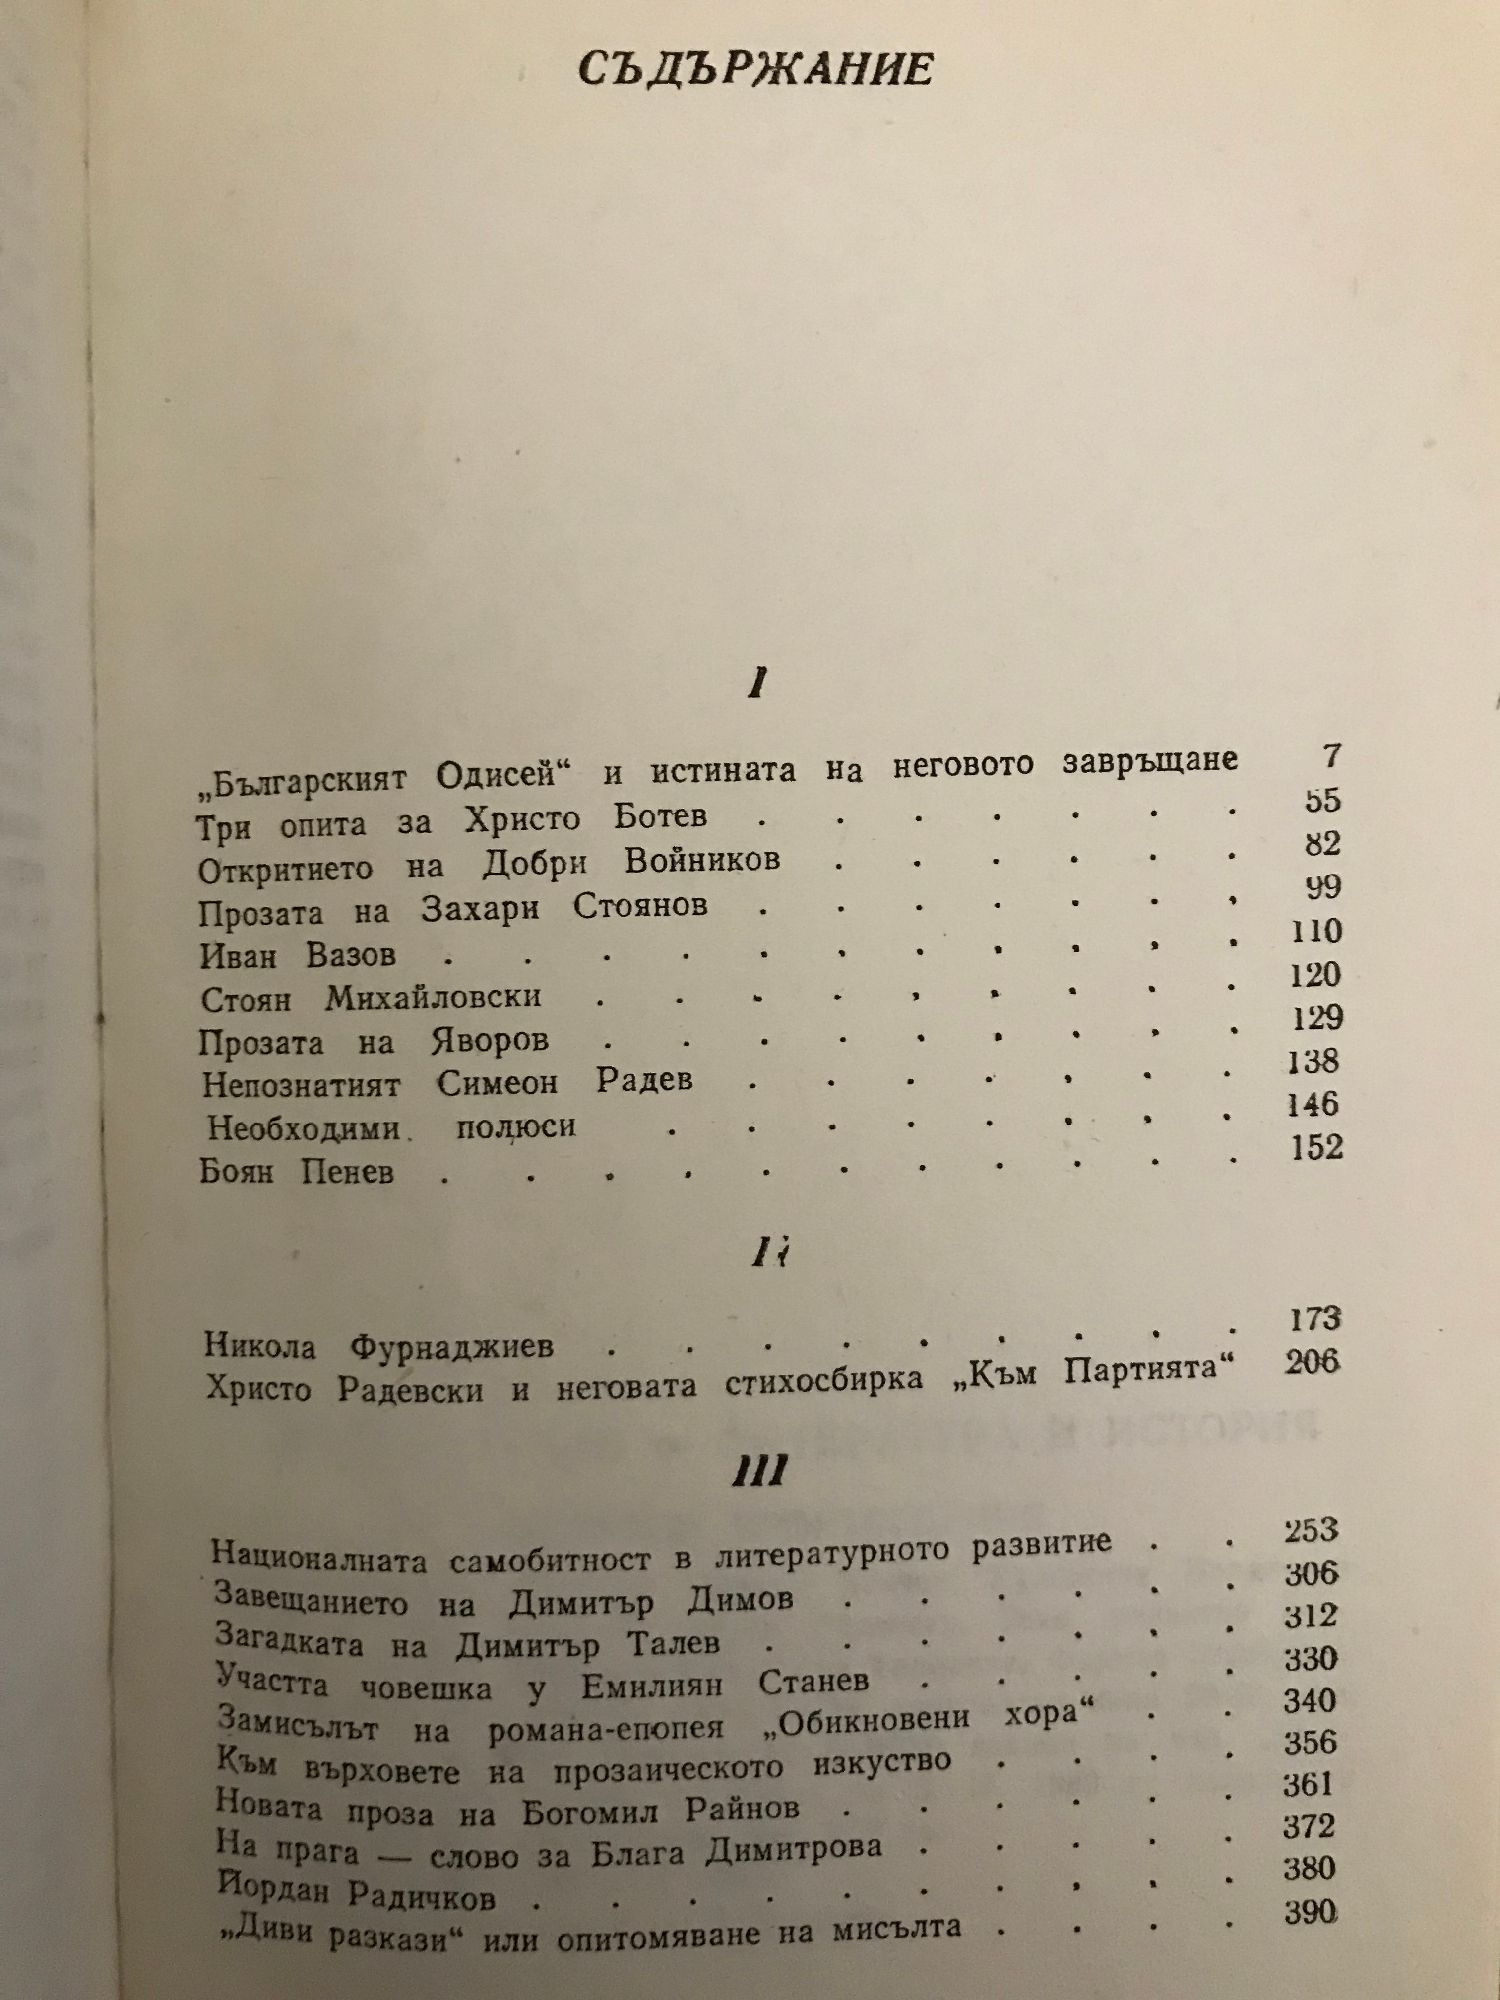 СЪДЪРЖАНИЕ
I
„Българският Одисей“ и истината на неговото завръщане 7
Три опита за Христо Ботев . . . . . . . 55
Откритието на Добри Войников . . . . . . 82
Прозата на Захари Стоянов . . . . . . . 99
Иван Вазов . . . . . . . . . . . 110
Стоян Михайловски . . . . . . . . . 120
Прозата на Яворов . . . . . . . . . 129
Непознатият Симеон Радев . . . . . . . 138
Необходими полюси . . . . . . . . 146
Боян Пенев . . . . . . . . . . . 152
II
Никола Фурнаджиев . . . . . . . . . 173
Христо Радевски и неговата стихосбирка „Към Партията“ 206
III
Националната самобитност в литературното развитие . . 253
Завещанието на Димитър Димов . . . . . . 306
Загадката на Димитър Талев . . . . . . . 312
Участта човешка у Емилиян Станев . . . . . 330
Замисълът на романа-епопея „Обикновени хора“ . . 340
Към върховете на прозаическото изкуство . . . . 356
Новата проза на Богомил Райнов . . . . . . 361
На прага — слово за Блага Димитрова . . . . . 372
Йордан Радичков . . . . . . . . . . 380
„Диви разкази“ или опитомяване на мисълта . . . . 390